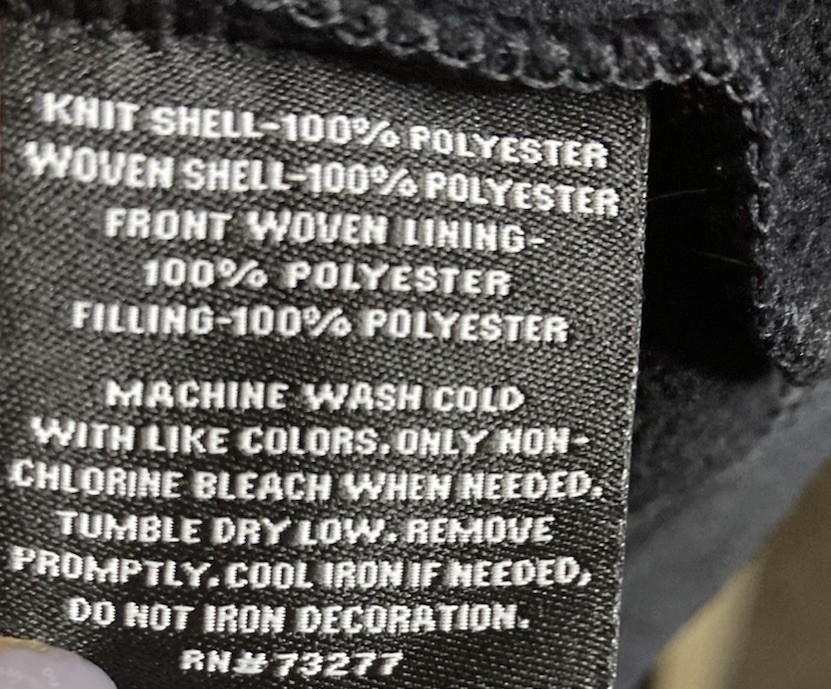 KNIT SHELL-100% POLYESTER
WOVEN SHELL-100% POLYESTER
FRONT WOVEN LINING-
100% POLYESTER
FILLING-100% POLYESTER
MACHINE WASH COLD
WITH LIKE COLORS. ONLY NON-
CHLORINE BLEACH WHEN NEEDED.
TUMBLE DRY LOW. REMOVE
PROMPTLY. COOL IRON IF NEEDED,
DO NOT IRON DECORATION.
RN# 73277